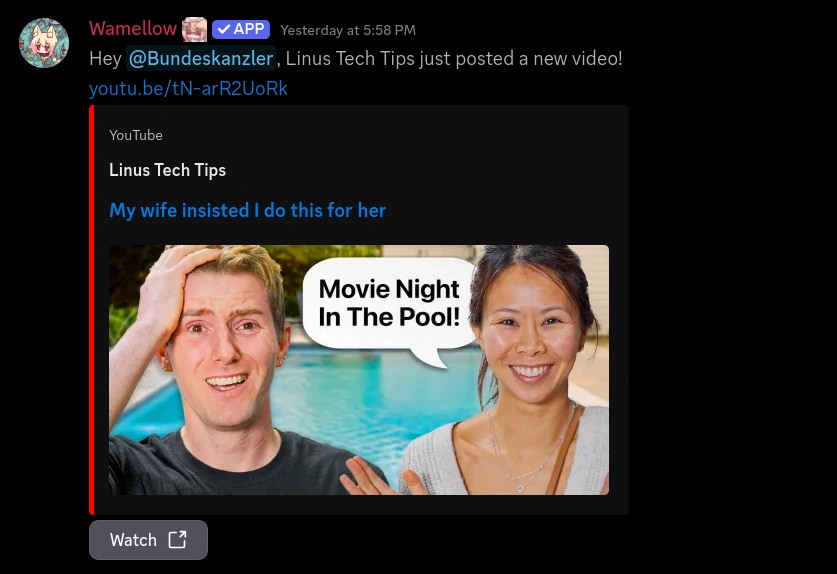 Wamellow APP Yesterday at 5:58 PM
Hey @Bundeskanzler, Linus Tech Tips just posted a new video!
youtu.be/tN-arR2UoRk
YouTube
Linus Tech Tips
My wife insisted I do this for her
Movie Night
In The Pool!
Watch